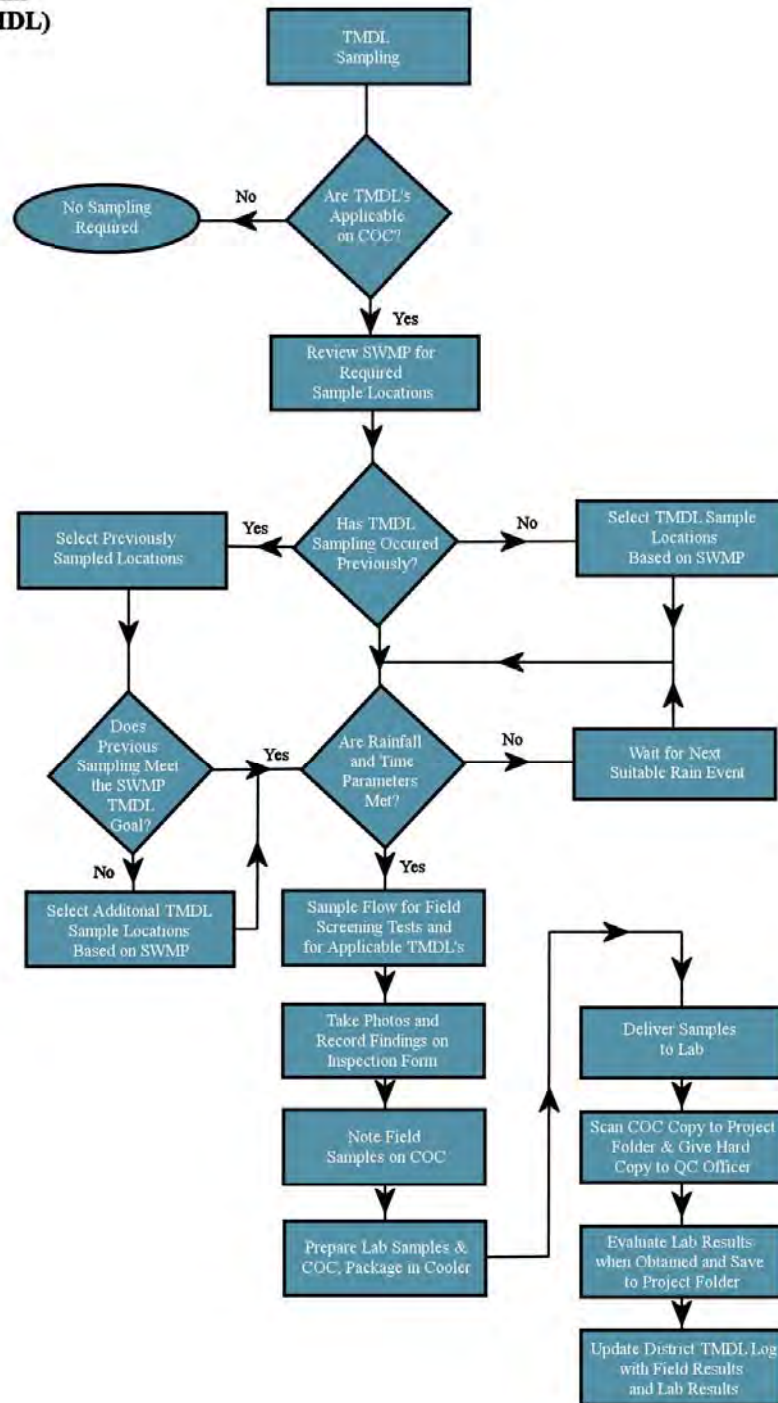 MDL)
TMDL
Sampling
No
Are TMDL's
Applicable
on COC?
No Sampling
Required
Yes
Review SWMP for
Required
Sample Locations
Select Previously
Sampled Locations
Yes
Has TMDL
Sampling Occured
Previously?
No
Select TMDL Sample
Locations
Based on SWMP
Does
Previous
Sampling Meet
the SWMP
TMDL
Goal?
Yes
Are Rainfall
and Time
Parameters
Met?
No
Wait for Next
Suitable Rain Event
No
Yes
Select Additonal TMDL
Sample Locations
Based on SWMP
Sample Flow for Field
Screening Tests and
for Applicable TMDL's
Take Photos and
Record Findings on
Inspection Form
Note Field
Samples on COC
Prepare Lab Samples &
COC, Package in Cooler
Deliver Samples
to Lab
Scan COC Copy to Project
Folder & Give Hard
Copy to QC Officer
Evaluate Lab Results
when Obtained and Save
to Project Folder
Update District TMDL Log
with Field Results
and Lab Results